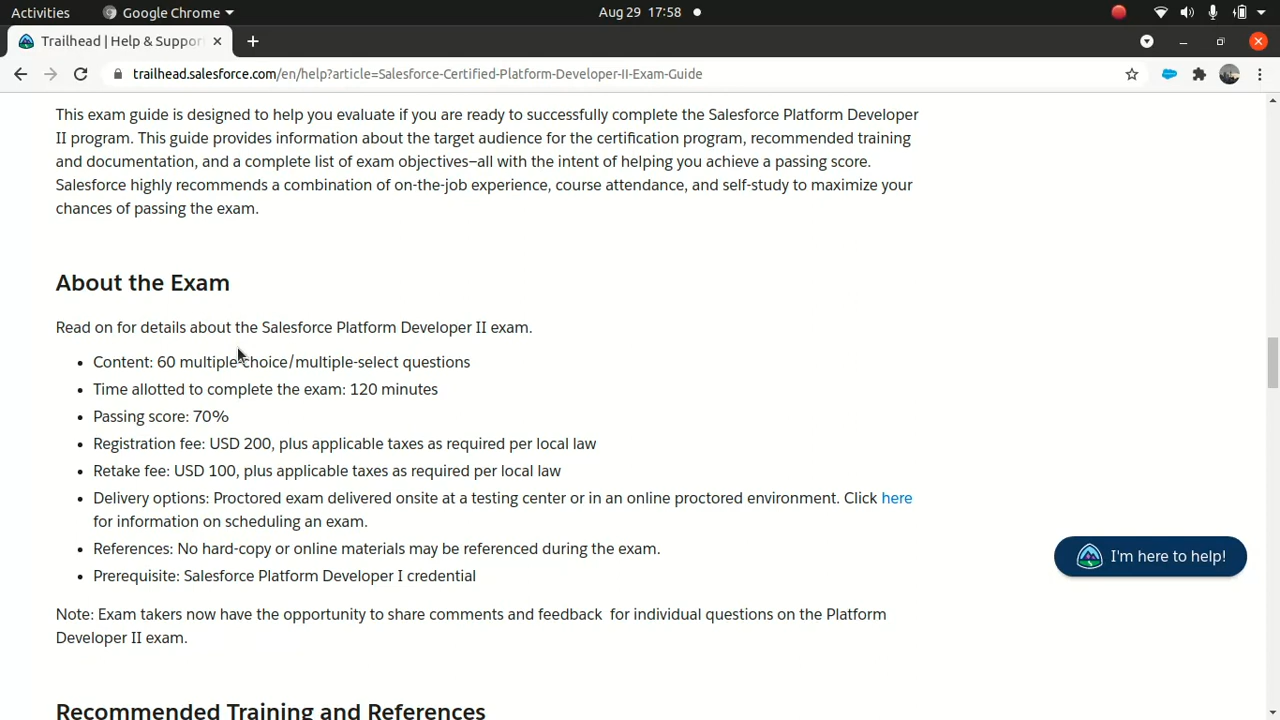 Activities
Google Chrome
Aug 29 17:58
Trailhead | Help & Suppor
trailhead.salesforce.com/en/help?article=Salesforce-Certified-Platform-Developer-II-Exam-Guide
This exam guide is designed to help you evaluate if you are ready to successfully complete the Salesforce Platform Developer
II program. This guide provides information about the target audience for the certification program, recommended training
and documentation, and a complete list of exam objectives–all with the intent of helping you achieve a passing score.
Salesforce highly recommends a combination of on-the-job experience, course attendance, and self-study to maximize your
chances of passing the exam.
About the Exam
Read on for details about the Salesforce Platform Developer II exam.
• Content: 60 multiple-choice/multiple-select questions
• Time allotted to complete the exam: 120 minutes
• Passing score: 70%
• Registration fee: USD 200, plus applicable taxes as required per local law
• Retake fee: USD 100, plus applicable taxes as required per local law
• Delivery options: Proctored exam delivered onsite at a testing center or in an online proctored environment. Click here
for information on scheduling an exam.
• References: No hard-copy or online materials may be referenced during the exam.
• Prerequisite: Salesforce Platform Developer I credential
I'm here to help!
Note: Exam takers now have the opportunity to share comments and feedback for individual questions on the Platform
Developer II exam.
Recommended Training and References